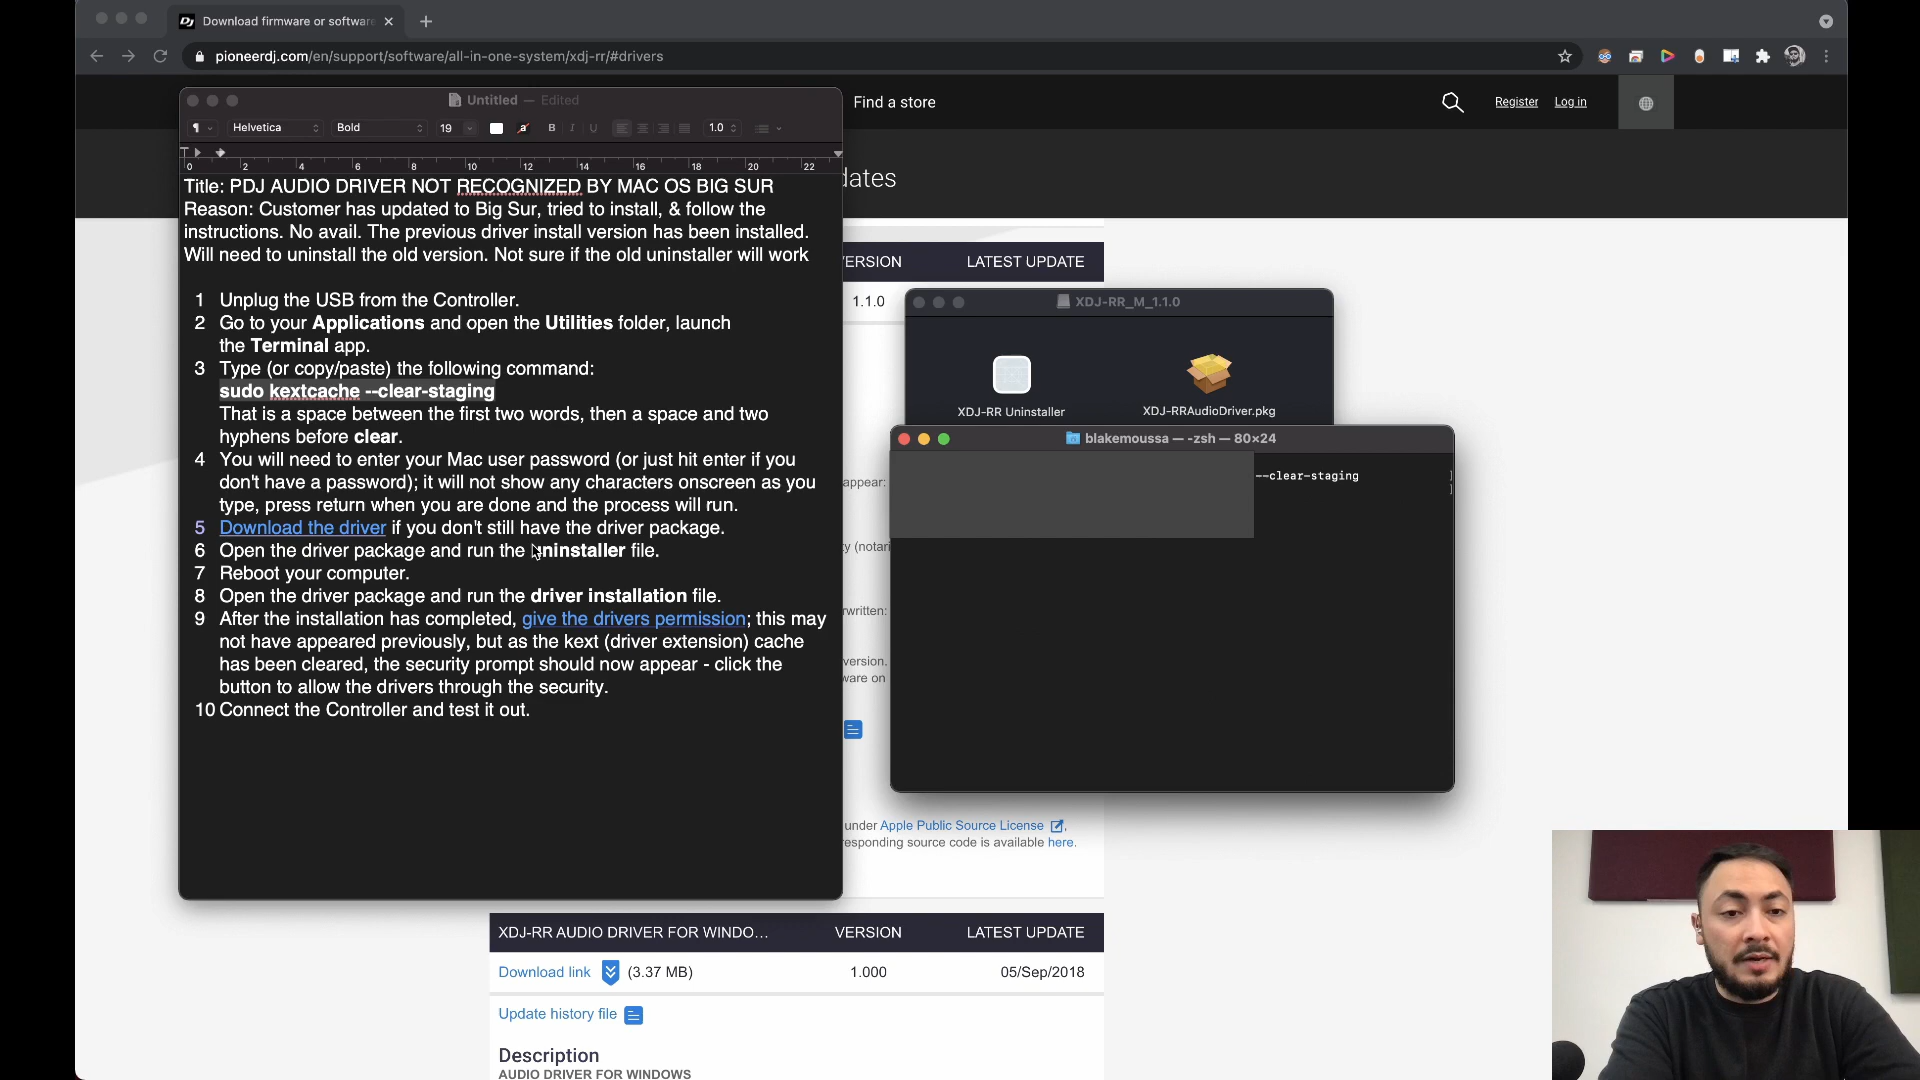 Download firmware or software
pioneerdj.com/en/support/software/all-in-one-system/xdj-rr/#drivers
Find a store
Register
Log in
Untitled — Edited
Helvetica
Bold
19
B
I
U
1.0
0 2 4 6 8 10 12 14 16 18 20 22
Title: PDJ AUDIO DRIVER NOT RECOGNIZED BY MAC OS BIG SUR
Reason: Customer has updated to Big Sur, tried to install, & follow the
instructions. No avail. The previous driver install version has been installed.
Will need to uninstall the old version. Not sure if the old uninstaller will work
1 Unplug the USB from the Controller.
2 Go to your Applications and open the Utilities folder, launch
the Terminal app.
3 Type (or copy/paste) the following command:
sudo kextcache --clear-staging
That is a space between the first two words, then a space and two
hyphens before clear.
4 You will need to enter your Mac user password (or just hit enter if you
don't have a password); it will not show any characters onscreen as you
type, press return when you are done and the process will run.
5 Download the driver if you don't still have the driver package.
6 Open the driver package and run the uninstaller file.
7 Reboot your computer.
8 Open the driver package and run the driver installation file.
9 After the installation has completed, give the drivers permission; this may
not have appeared previously, but as the kext (driver extension) cache
has been cleared, the security prompt should now appear - click the
button to allow the drivers through the security.
10 Connect the Controller and test it out.
dates
ERSION
LATEST UPDATE
1.1.0
XDJ-RR_M_1.1.0
XDJ-RR Uninstaller
XDJ-RRAudioDriver.pkg
blakemoussa — -zsh — 80×24
--clear-staging
appear:
ty (notari
rwritten:
version.
ware on
under Apple Public Source License
responding source code is available here.
XDJ-RR AUDIO DRIVER FOR WINDO...
VERSION
LATEST UPDATE
Download link
(3.37 MB)
1.000
05/Sep/2018
Update history file
Description
AUDIO DRIVER FOR WINDOWS